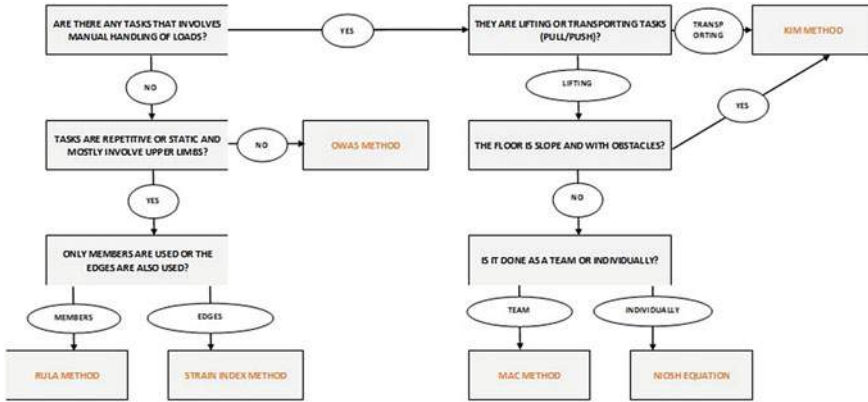 ARE THERE ANY TASKS THAT INVOLVES
MANUAL HANDLING OF LOADS?
YES
THEY ARE LIFTING OR TRANSPORTING TASKS
(PULL/PUSH)?
TRANSP
ORTING
KIM METHOD
NO
LIFTING
YES
TASKS ARE REPETITIVE OR STATIC AND
MOSTLY INVOLVE UPPER LIMBS?
NO
OWAS METHOD
THE FLOOR IS SLOPE AND WITH OBSTACLES?
YES
NO
ONLY MEMBERS ARE USED OR THE
EDGES ARE ALSO USED?
IS IT DONE AS A TEAM OR INDIVIDUALLY?
MEMBERS
EDGES
TEAM
INDIVIDUALLY
RULA METHOD
STRAIN INDEX METHOD
MAC METHOD
NIOSH EQUATION